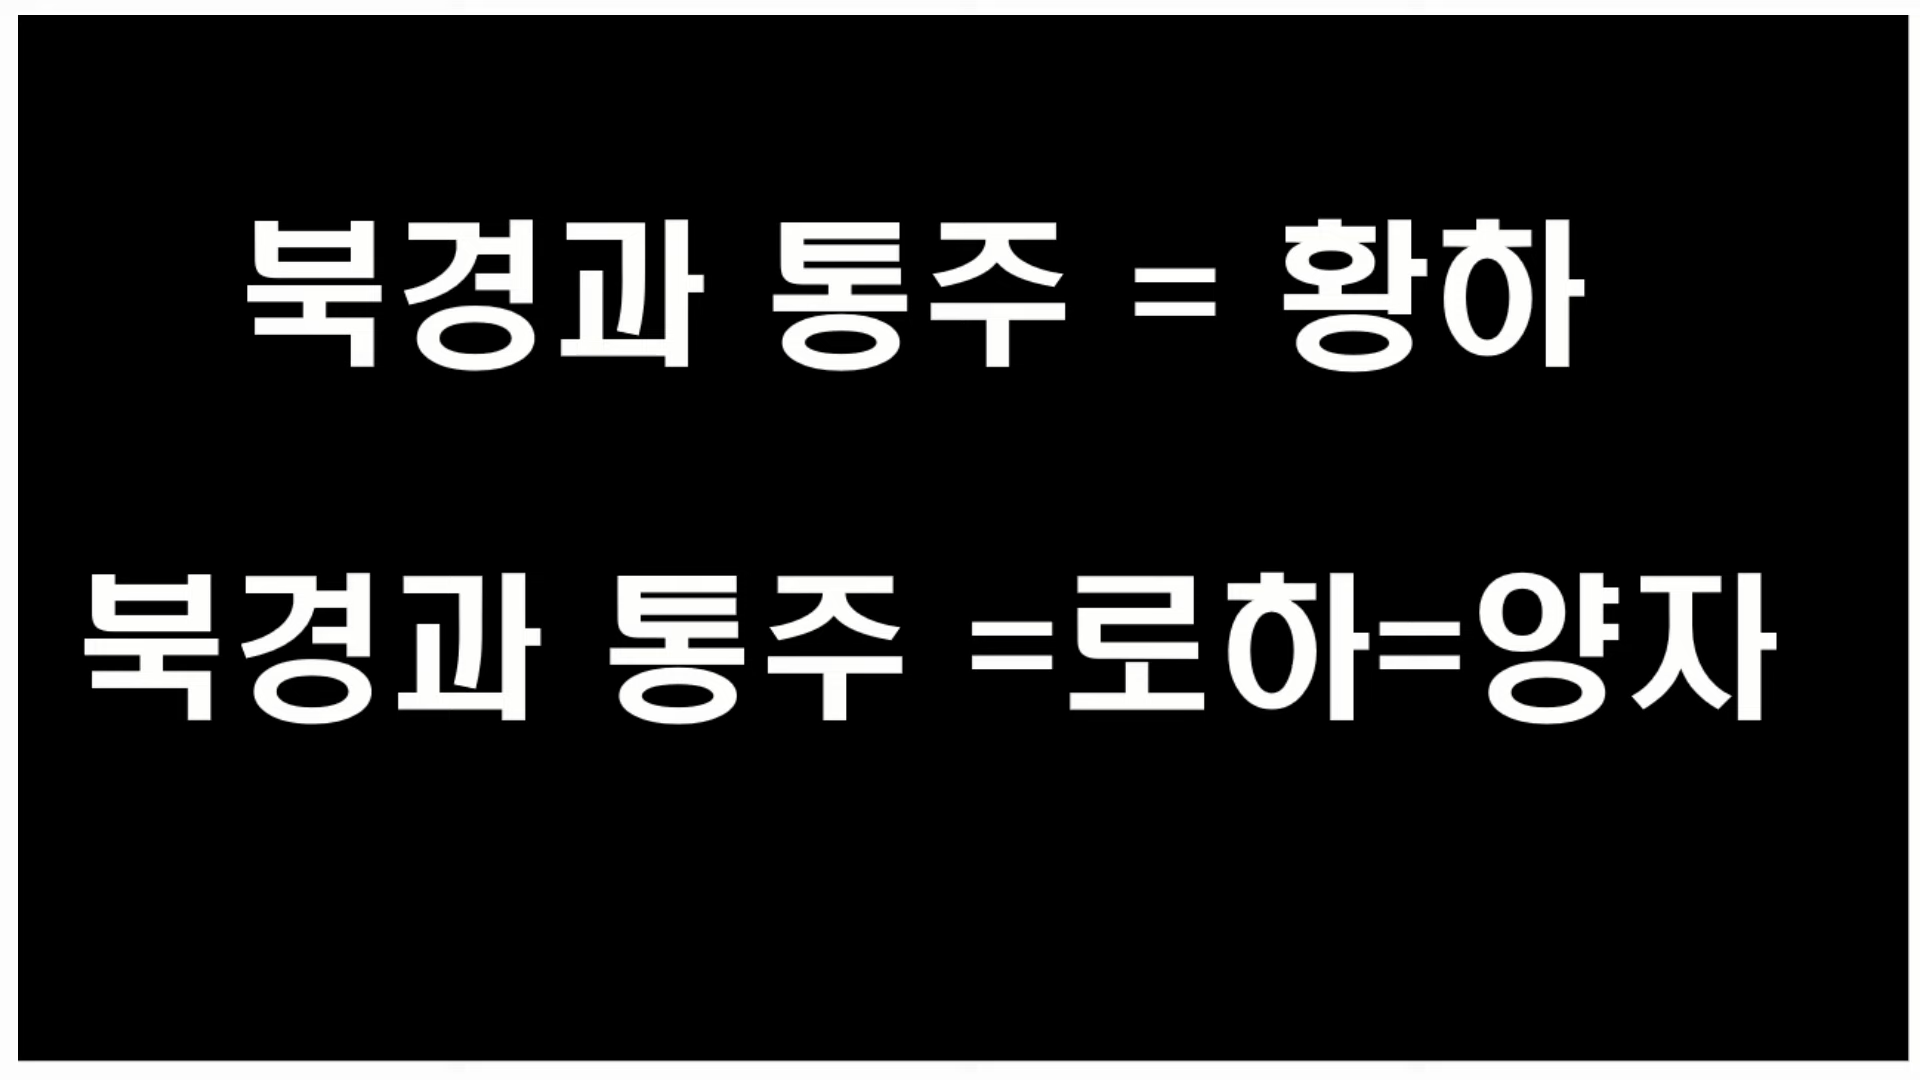 북경과 통주 = 황하
북경과 통주 =로하=양자